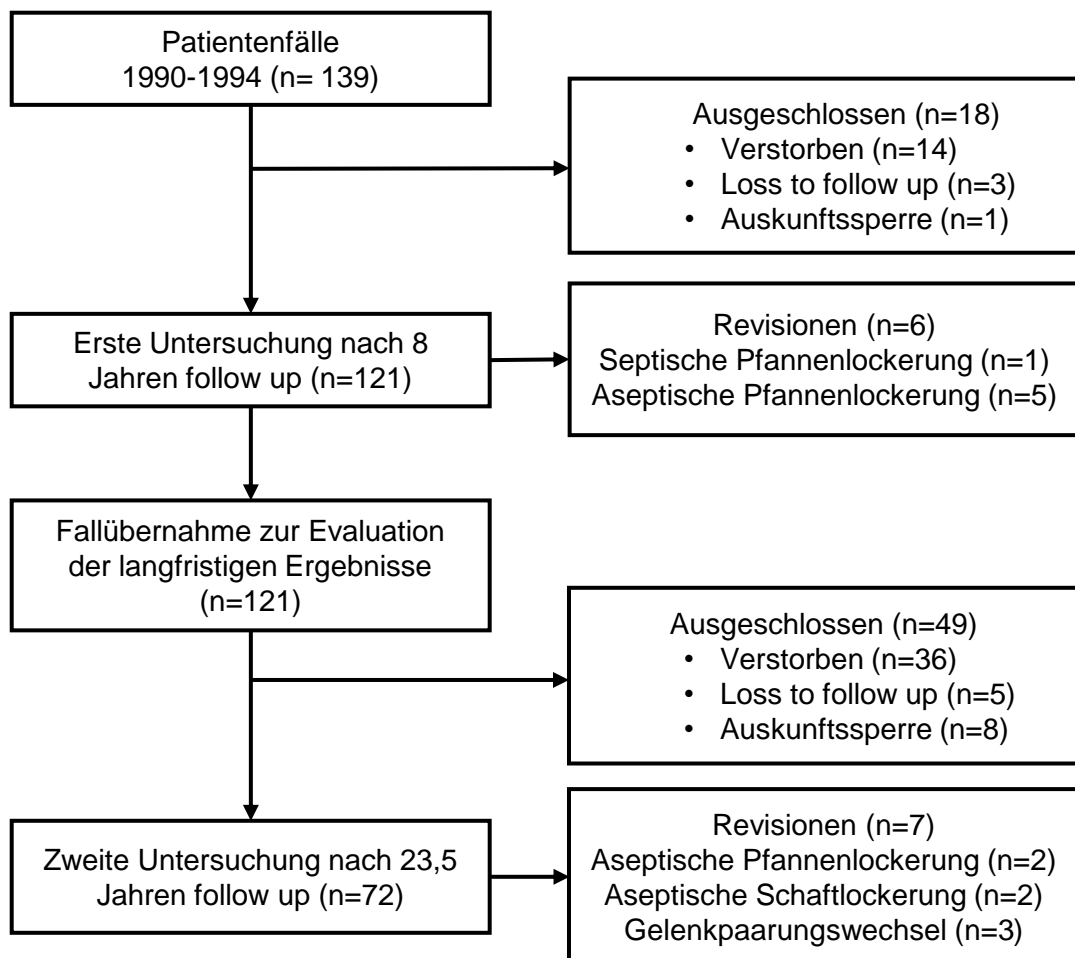 Patientenfälle
1990-1994 (n= 139)
Ausgeschlossen (n=18)
• Verstorben (n=14)
• Loss to follow up (n=3)
• Auskunftssperre (n=1)
Erste Untersuchung nach 8
Jahren follow up (n=121)
Revisionen (n=6)
Septische Pfannenlockerung (n=1)
Aseptische Pfannenlockerung (n=5)
Fallübernahme zur Evaluation
der langfristigen Ergebnisse
(n=121)
Ausgeschlossen (n=49)
• Verstorben (n=36)
• Loss to follow up (n=5)
• Auskunftssperre (n=8)
Zweite Untersuchung nach 23,5
Jahren follow up (n=72)
Revisionen (n=7)
Aseptische Pfannenlockerung (n=2)
Aseptische Schaftlockerung (n=2)
Gelenkpaarungswechsel (n=3)